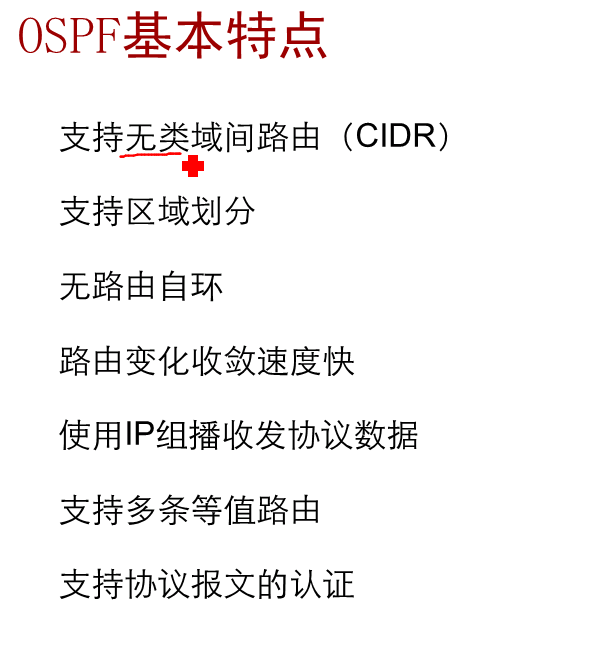 OSPF基本特点
支持无类域间路由（CIDR）
支持区域划分
无路由自环
路由变化收敛速度快
使用IP组播收发协议数据
支持多条等值路由
支持协议报文的认证